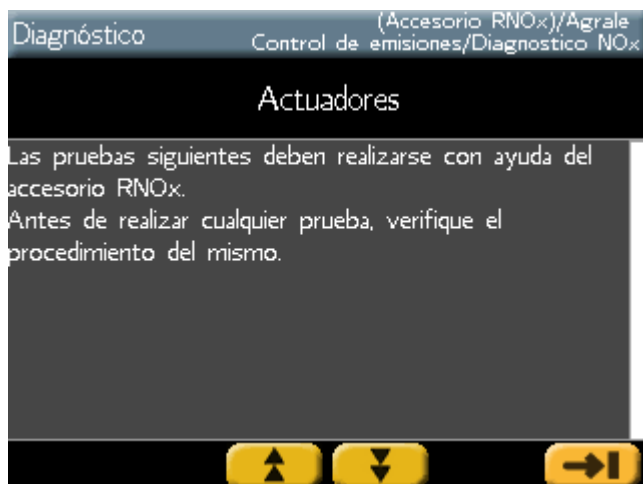 Diagnóstico
(Accesorio RNOx)/Agrale
Control de emisiones/Diagnostico NOx
Actuadores
Las pruebas siguientes deben realizarse con ayuda del
accesorio RNOx.
Antes de realizar cualquier prueba, verifique el
procedimiento del mismo.